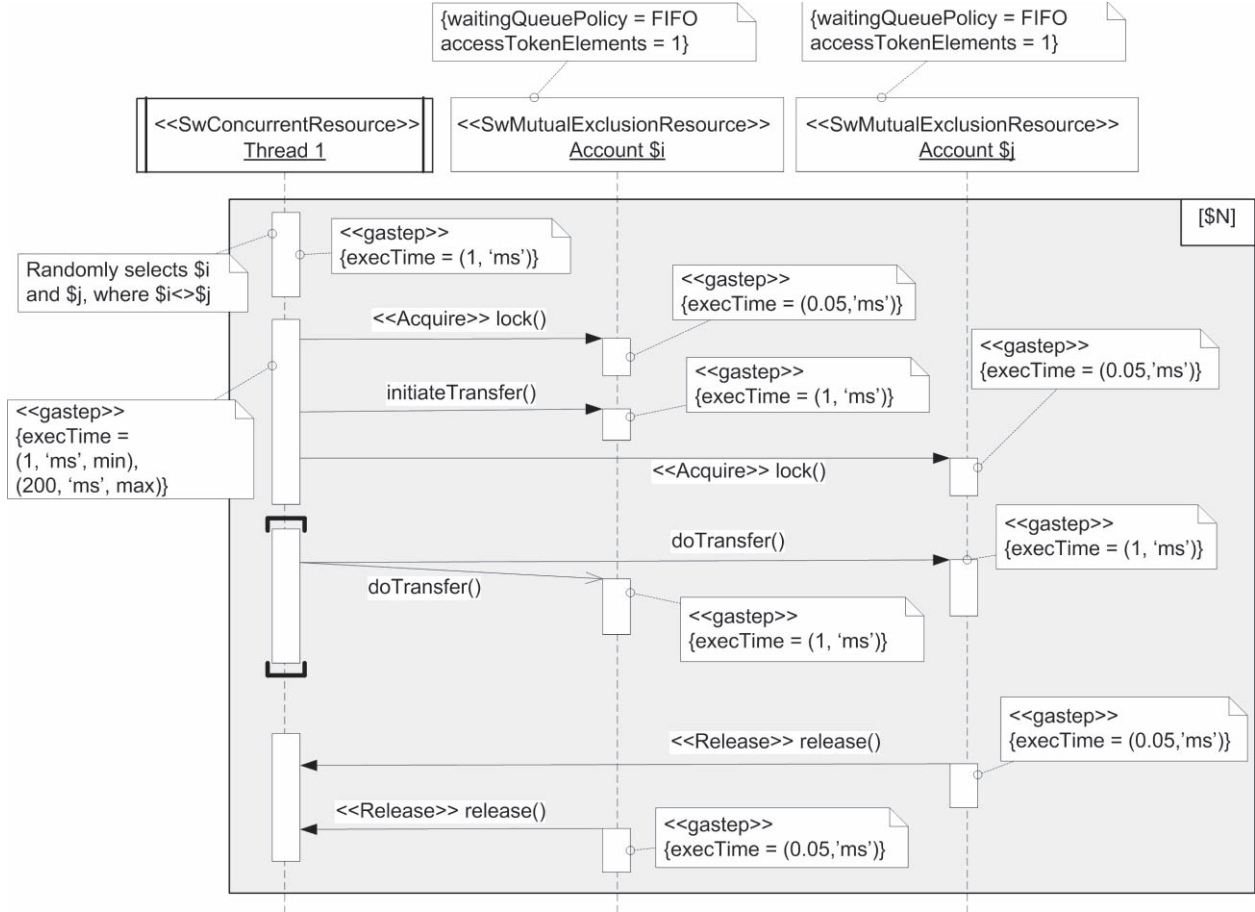 {waitingQueuePolicy = FIFO
accessTokenElements = 1}
{waitingQueuePolicy = FIFO
accessTokenElements = 1}
<<SwConcurrentResource>>
Thread 1
<<SwMutualExclusionResource>>
Account $i
<<SwMutualExclusionResource>>
Account $j
[$N]
<<gastep>>
{execTime = (1, ‘ms’)}
Randomly selects $i
and $j, where $i<>$j
<<gastep>>
{execTime = (0.05,’ms’)}
<<Acquire>> lock()
<<gastep>>
{execTime = (0.05,’ms’)}
<<gastep>>
{execTime = (1, ‘ms’)}
initiateTransfer()
<<gastep>>
{execTime =
(1, ‘ms’, min),
(200, ‘ms’, max)}
<<Acquire>> lock()
<<gastep>>
{execTime = (1, ‘ms’)}
doTransfer()
doTransfer()
<<gastep>>
{execTime = (1, ‘ms’)}
<<gastep>>
{execTime = (0.05,’ms’)}
<<Release>> release()
<<Release>> release()
<<gastep>>
{execTime = (0.05,’ms’)}